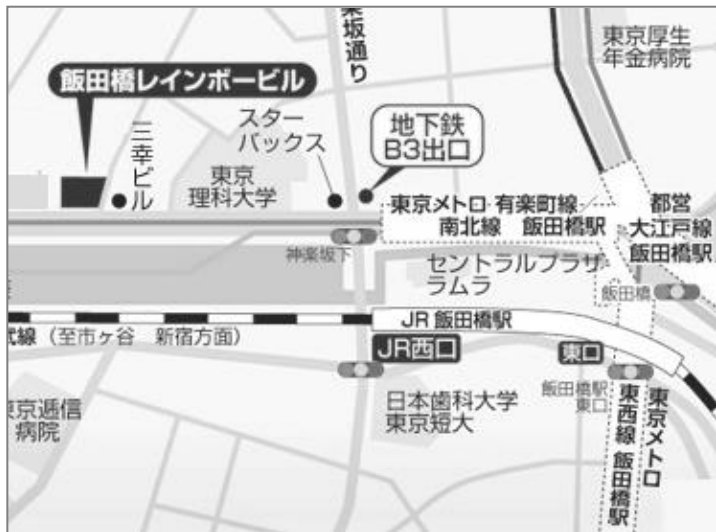 坂通り
東京厚生
年金病院
飯田橋レインボービル
スター
バックス
地下鉄
B3出口
三幸ビル
東京
理科大学
東京メトロ 有楽町線
南北線 飯田橋駅
都営
大江戸線
飯田橋駅
神楽坂下
セントラルプラザ
ラムラ
飯田橋
JR 飯田橋駅
線（至市ヶ谷 新宿方面）
JR西口
東口
飯田橋駅
東口
東京逓信
病院
日本歯科大学
東京短大
東京メトロ
東西線 飯田橋駅